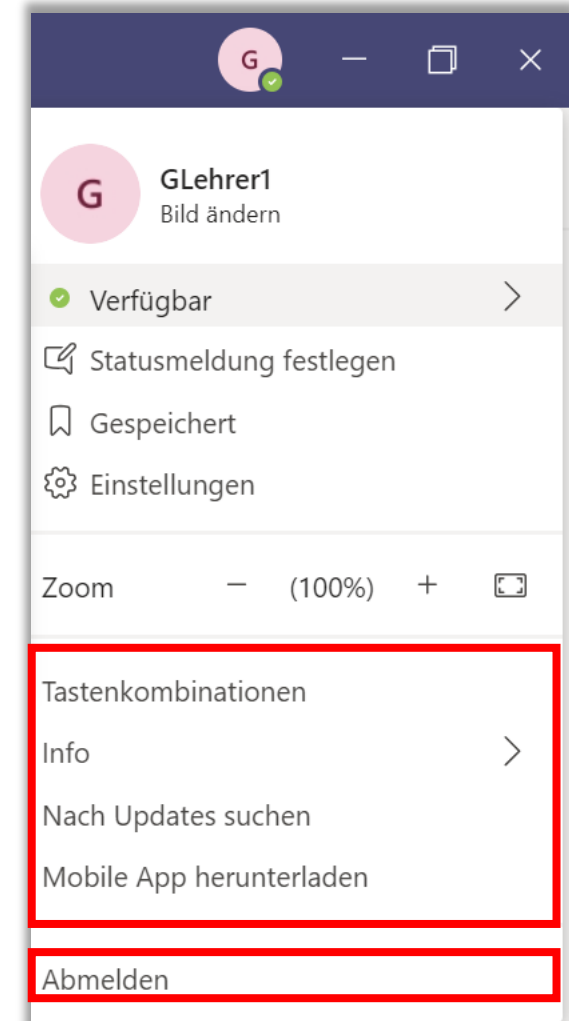 G
G
GLehrer1
Bild ändern
Verfügbar
Statusmeldung festlegen
Gespeichert
Einstellungen
Zoom − (100%) +
Tastenkombinationen
Info
Nach Updates suchen
Mobile App herunterladen
Abmelden